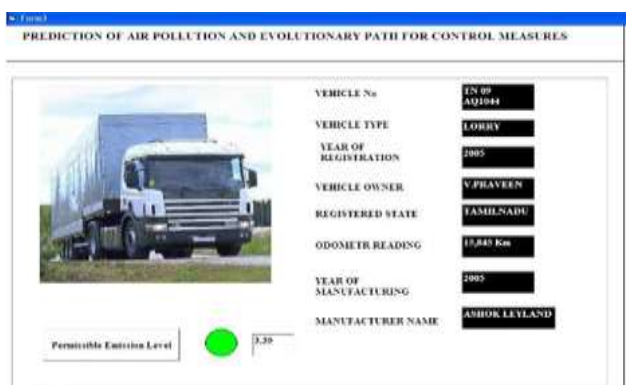 Form3
PREDICTION OF AIR POLLUTION AND EVOLUTIONARY PATH FOR CONTROL MEASURES
VEHICLE No
TN 09
AQ1044
VEHICLE TYPE
LORRY
YEAR OF
REGISTRATION
2005
VEHICLE OWNER
V.PRAVEEN
REGISTERED STATE
TAMILNADU
ODOMETR READING
15,845 Km
YEAR OF
MANUFACTURING
2005
MANUFACTURER NAME
ASHOK LEYLAND
Permissible Emission Level
3.20